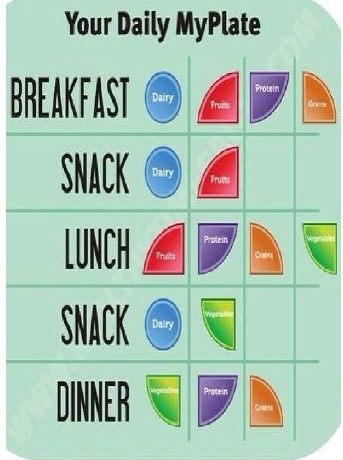 Your Daily MyPlate
BREAKFAST Dairy Fruits Protein Grains
SNACK Dairy Fruits
LUNCH Fruits Protein Grains Vegetables
SNACK Dairy Vegetables
DINNER Vegetables Protein Grains